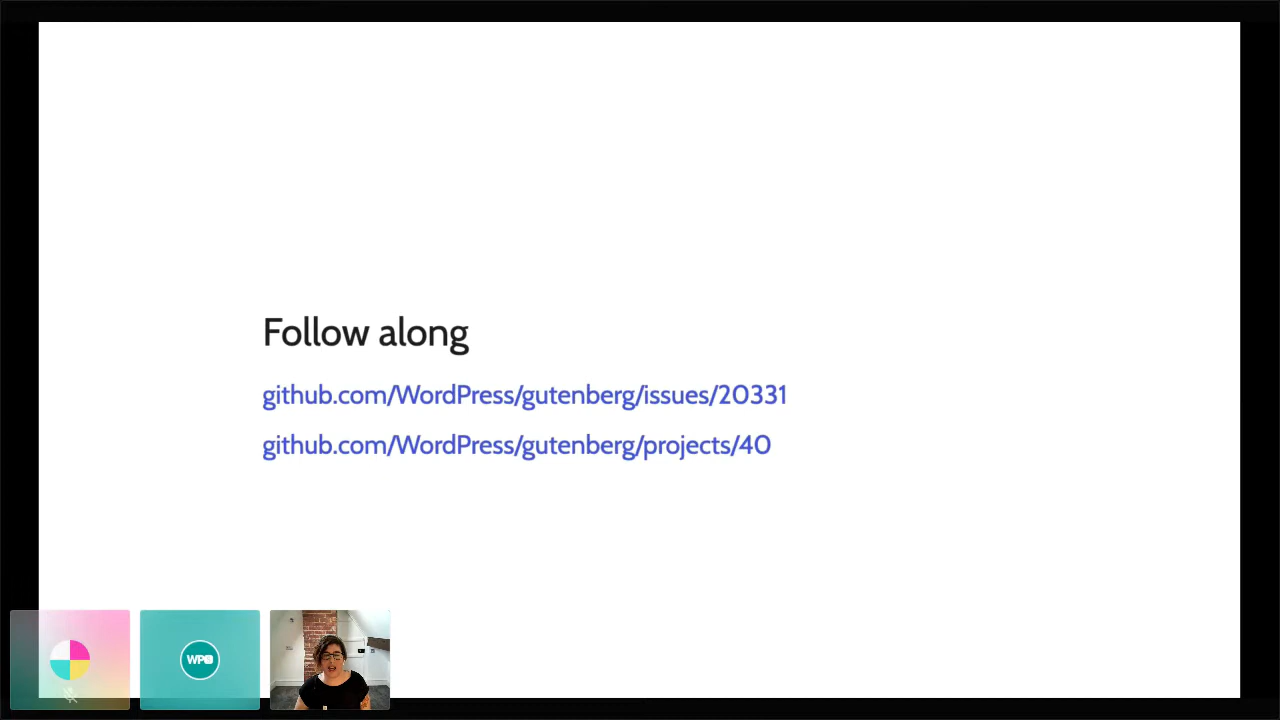 Follow along
github.com/WordPress/gutenberg/issues/20331
github.com/WordPress/gutenberg/projects/40